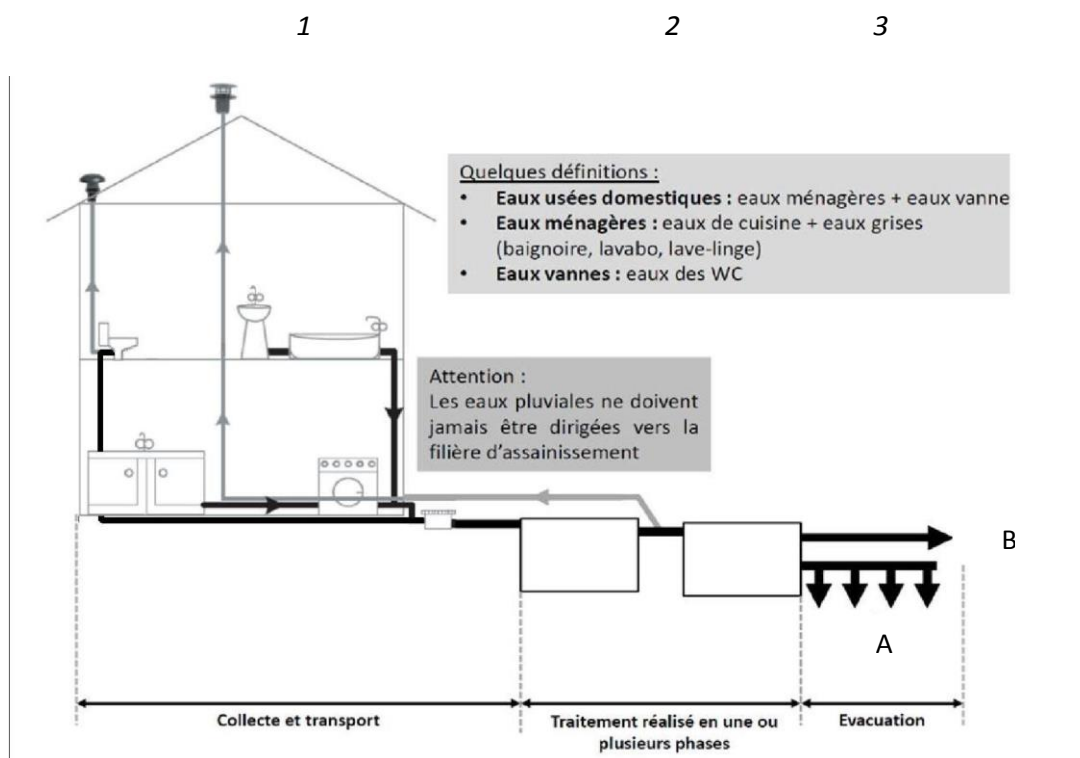 1 2 3
Quelques définitions :
• Eaux usées domestiques : eaux ménagères + eaux vanne
• Eaux ménagères : eaux de cuisine + eaux grises
(baignoire, lavabo, lave-linge)
• Eaux vannes : eaux des WC
Attention :
Les eaux pluviales ne doivent
jamais être dirigées vers la
filière d'assainissement
B
A
Collecte et transport
Traitement réalisé en une ou
plusieurs phases
Evacuation